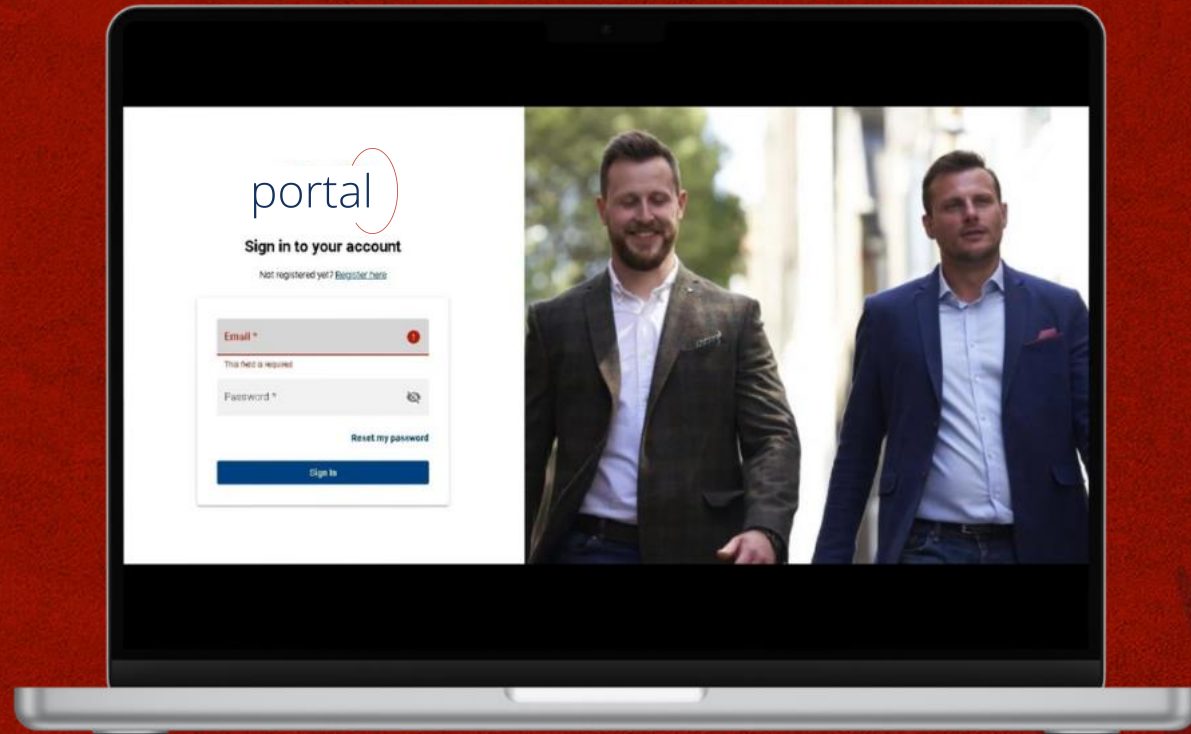 portal
Sign in to your account
Not registered yet? Register here
Email *
This field is required
Password *
Reset my password
Sign In